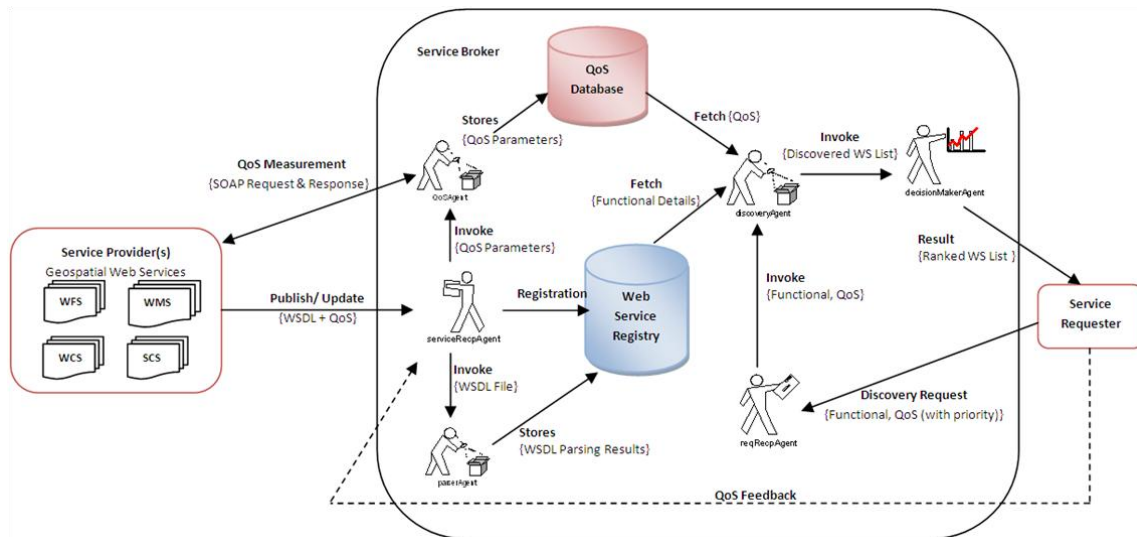 Service Broker
QoS
Database
Stores
{QoS Parameters}
Fetch {QoS}
Invoke
{Discovered WS List}
QoS Measurement
{SOAP Request & Response}
QoSAgent
Fetch
{Functional Details}
discoveryAgent
decisionMakerAgent
Invoke
{QoS Parameters}
Result
{Ranked WS List }
Service Provider(s)
Geospatial Web Services
WFS
WMS
WCS
SCS
Publish/ Update
{WSDL + QoS}
serviceRecpAgent
Registration
Web
Service
Registry
Invoke
{Functional, QoS}
Service
Requester
Invoke
{WSDL File}
Discovery Request
{Functional, QoS (with priority)}
reqRecpAgent
Stores
{WSDL Parsing Results}
parserAgent
QoS Feedback